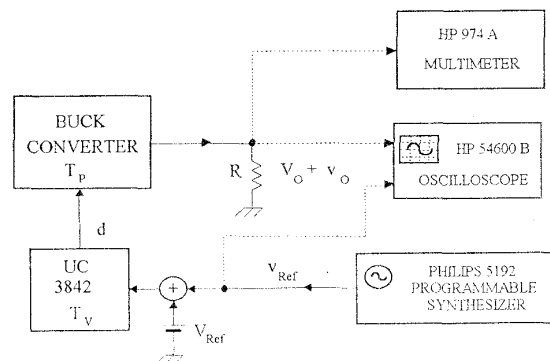 HP 974 A
MULTIMETER
BUCK
CONVERTER
T_p
HP 54600 B
OSCILLOSCOPE
R
V_O + v_O
d
UC
3842
T_V
+
v_Ref
V_Ref
PHILIPS 5192
PROGRAMMABLE
SYNTHESIZER